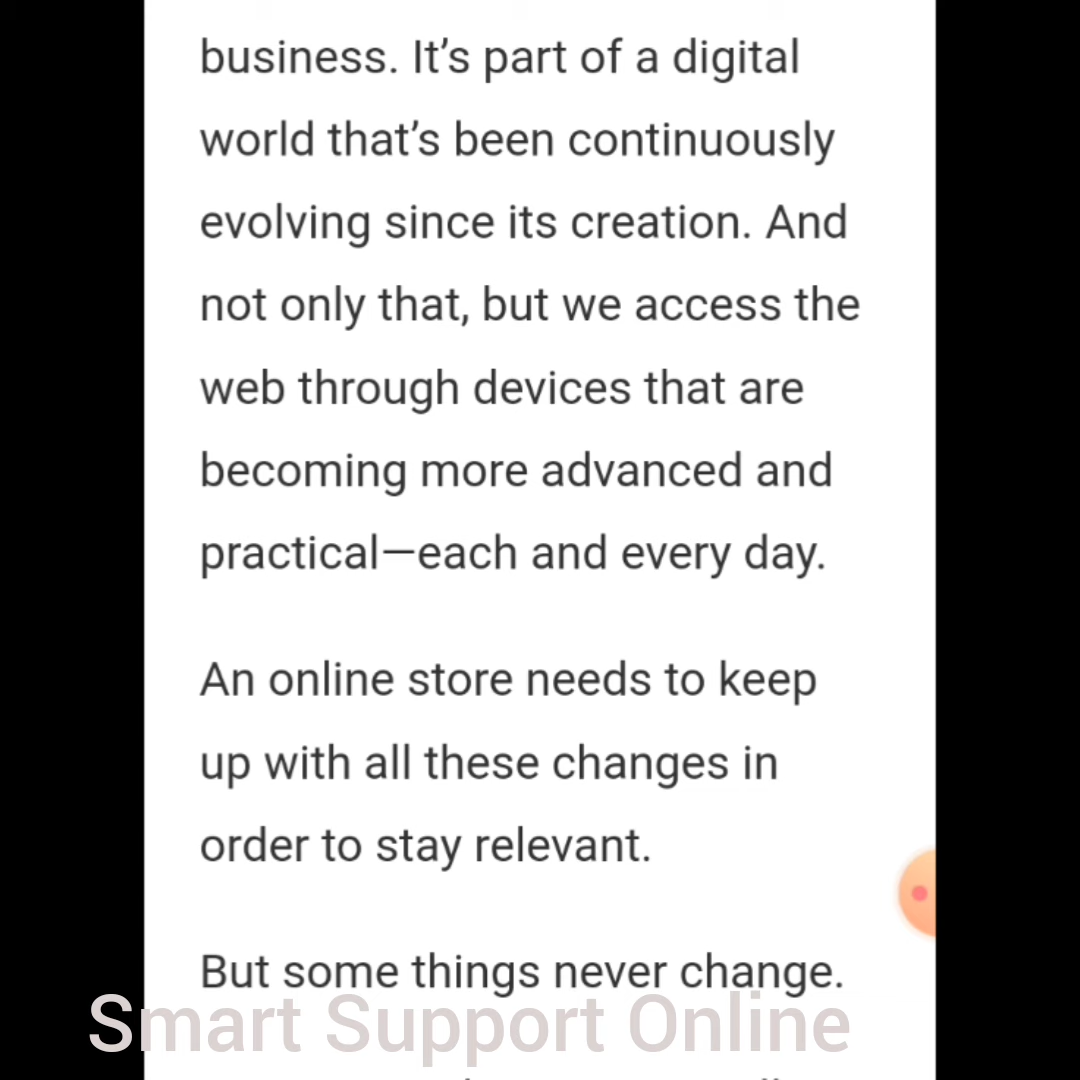 business. It’s part of a digital
world that’s been continuously
evolving since its creation. And
not only that, but we access the
web through devices that are
becoming more advanced and
practical—each and every day.
An online store needs to keep
up with all these changes in
order to stay relevant.
But some things never change.
Smart Support Online